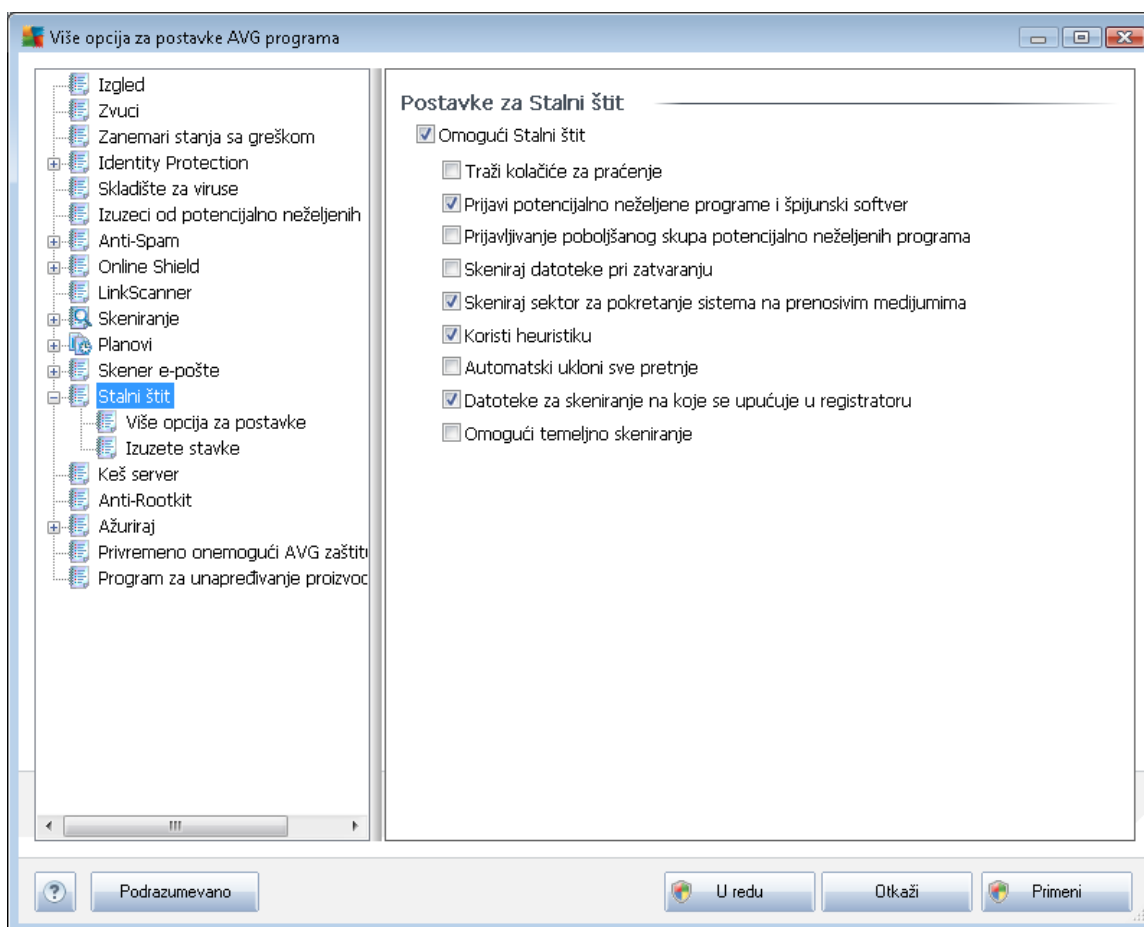 Više opcija za postavke AVG programa
Izgled
Zvuci
Zanemari stanja sa greškom
Identity Protection
Skladište za viruse
Izuzeci od potencijalno neželjenih
Anti-Spam
Online Shield
LinkScanner
Skeniranje
Planovi
Skener e-pošte
Stalni štit
Više opcija za postavke
Izuzete stavke
Keš server
Anti-Rootkit
Ažuriraj
Privremeno onemogući AVG zaštitu
Program za unapređivanje proizvod
Postavke za Stalni štit
Omogući Stalni štit
Traži kolačiće za praćenje
Prijavi potencijalno neželjene programe i špijunski softver
Prijavljivanje poboljšanog skupa potencijalno neželjenih programa
Skeniraj datoteke pri zatvaranju
Skeniraj sektor za pokretanje sistema na prenosivim medijumima
Koristi heuristiku
Automatski ukloni sve pretnje
Datoteke za skeniranje na koje se upućuje u registratoru
Omogući temeljno skeniranje
Podrazumevano
U redu
Otkaži
Primeni